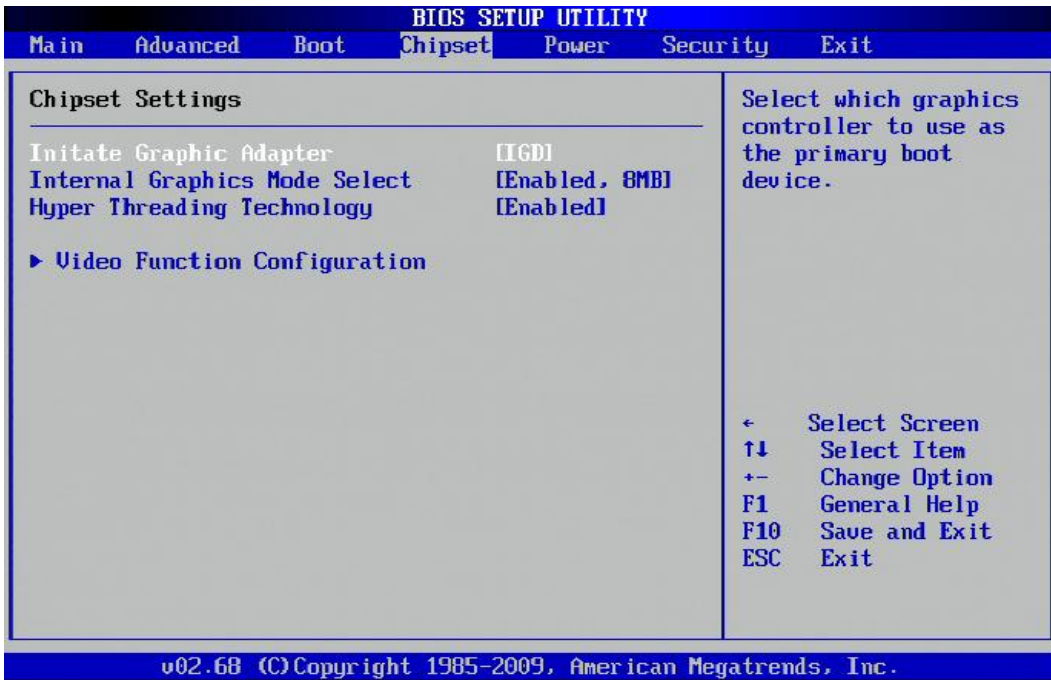 BIOS SETUP UTILITY
Main Advanced Boot Chipset Power Security Exit
Chipset Settings
Initate Graphic Adapter [IGD]
Internal Graphics Mode Select [Enabled, 8MB]
Hyper Threading Technology [Enabled]
▶ Video Function Configuration
Select which graphics
controller to use as
the primary boot
device.
← Select Screen
↑↓ Select Item
+- Change Option
F1 General Help
F10 Save and Exit
ESC Exit
v02.68 (C)Copyright 1985-2009, American Megatrends, Inc.